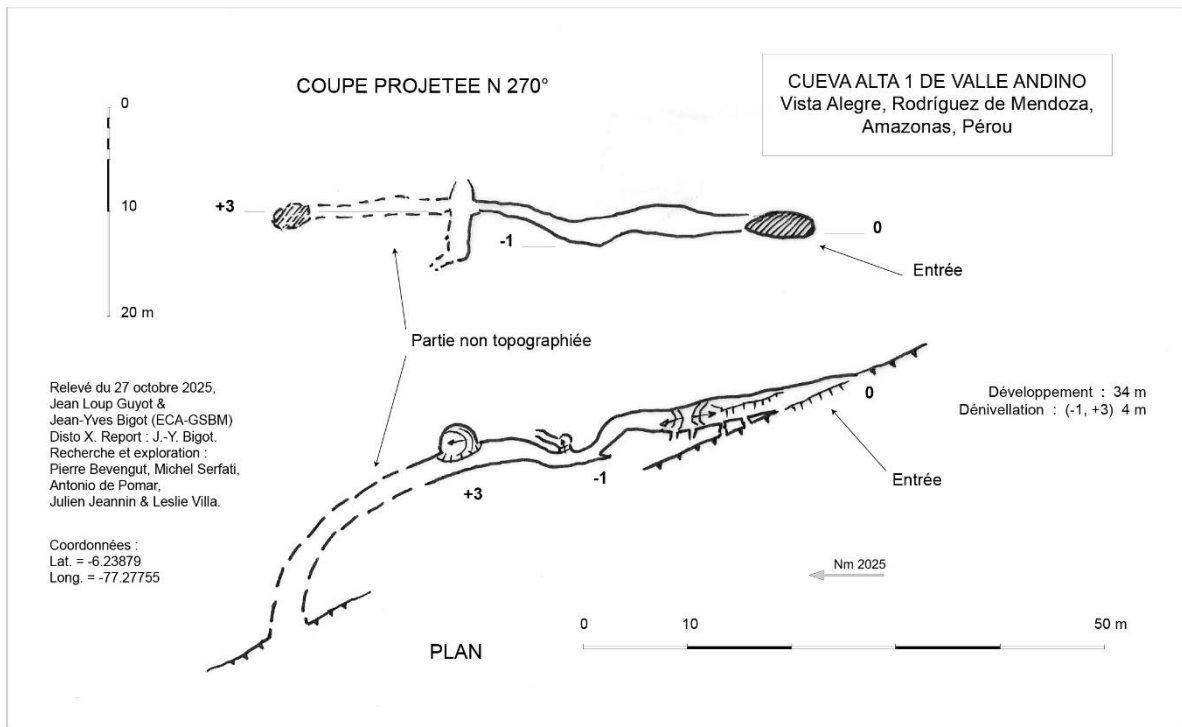 COUPE PROJETEE N 270°
CUEVA ALTA 1 DE VALLE ANDINO
Vista Alegre, Rodríguez de Mendoza,
Amazonas, Pérou
0
10
20 m
+3
-1
0
Entrée
Partie non topographiée
Relevé du 27 octobre 2025,
Jean Loup Guyot &
Jean-Yves Bigot (ECA-GSBM)
Disto X. Report : J.-Y. Bigot.
Recherche et exploration :
Pierre Bevengut, Michel Serfati,
Antonio de Pomar,
Julien Jeannin & Leslie Villa.
Coordonnées :
Lat. = -6.23879
Long. = -77.27755
0
Développement : 34 m
Dénivellation : (-1, +3) 4 m
Entrée
-1
+3
Nm 2025
PLAN
0
10
50 m